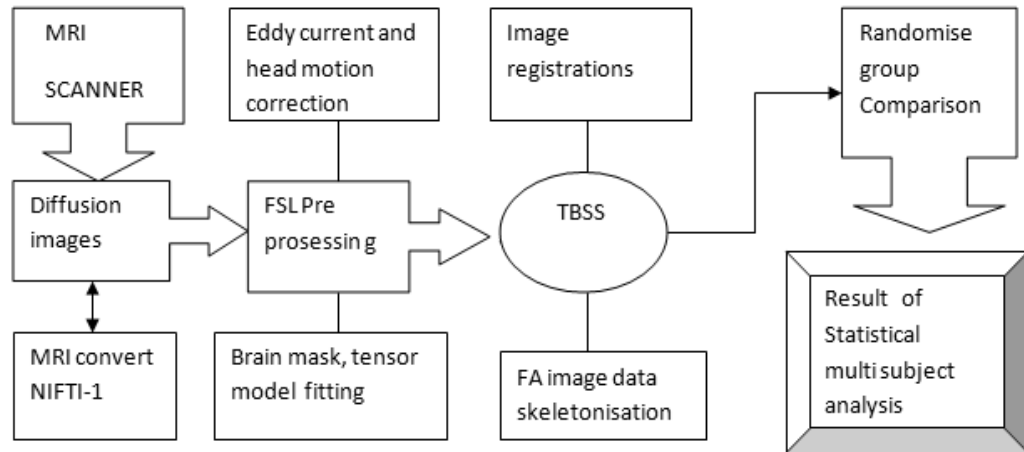 MRI
SCANNER
Eddy current and
head motion
correction
Image
registrations
Randomise
group
Comparison
Diffusion
images
FSL Pre
prosessing
TBSS
MRI convert
NIFTI-1
Brain mask, tensor
model fitting
FA image data
skeletonisation
Result of
Statistical
multi subject
analysis